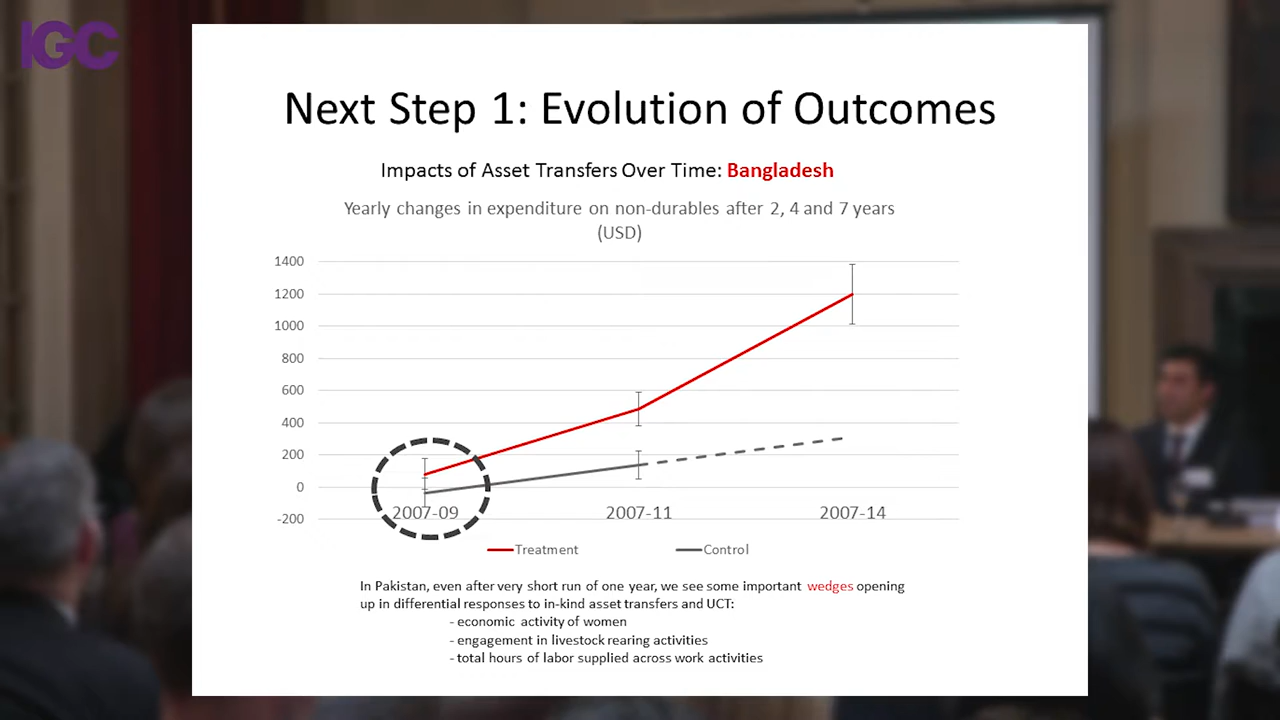 IGC
Next Step 1: Evolution of Outcomes
Impacts of Asset Transfers Over Time: Bangladesh
Yearly changes in expenditure on non-durables after 2, 4 and 7 years
(USD)
1400
1200
1000
800
600
400
200
0
-200
2007-09 2007-11 2007-14
Treatment Control
In Pakistan, even after very short run of one year, we see some important wedges opening
up in differential responses to in-kind asset transfers and UCT:
- economic activity of women
- engagement in livestock rearing activities
- total hours of labor supplied across work activities